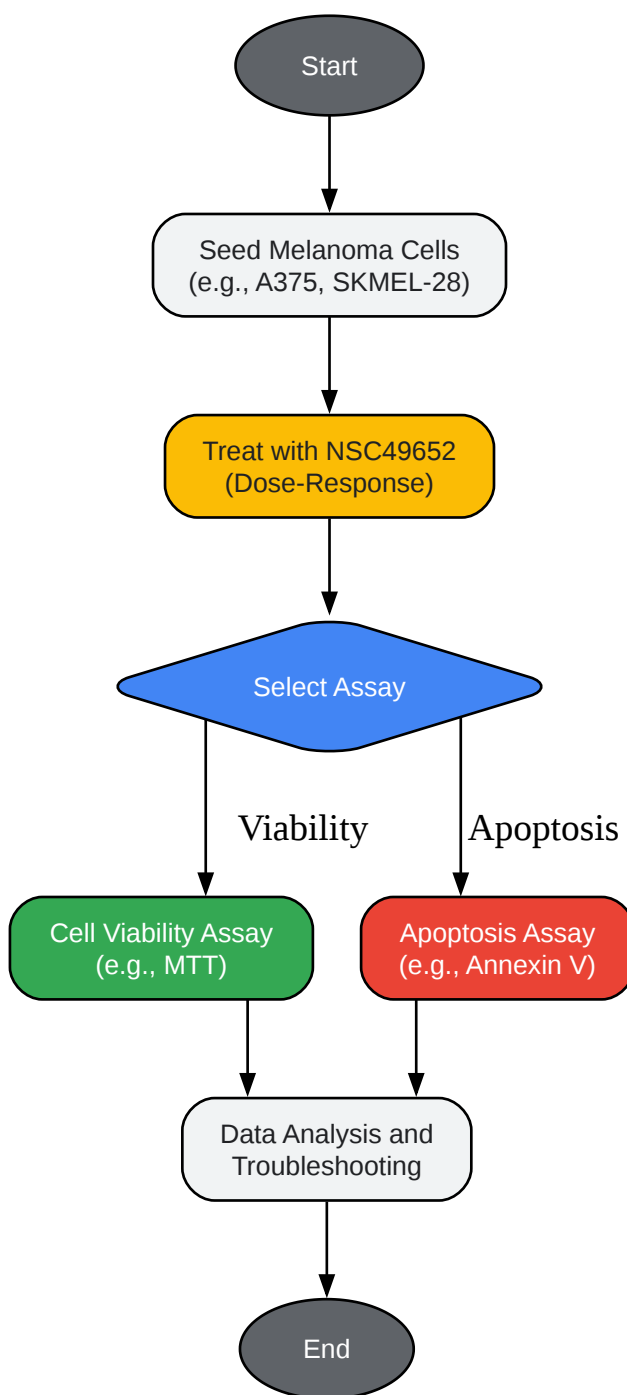 Start
Seed Melanoma Cells
(e.g., A375, SKMEL-28)
Treat with NSC49652
(Dose-Response)
Select Assay
Viability
Apoptosis
Cell Viability Assay
(e.g., MTT)
Apoptosis Assay
(e.g., Annexin V)
Data Analysis and
Troubleshooting
End